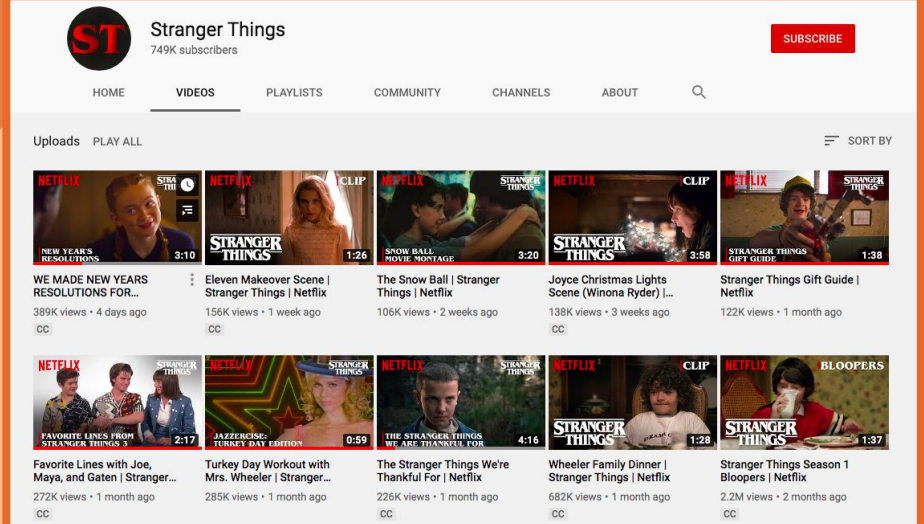 ST
Stranger Things
749K subscribers
SUBSCRIBE
HOME VIDEOS PLAYLISTS COMMUNITY CHANNELS ABOUT
Uploads PLAY ALL SORT BY
NETFLIX
NEW YEAR'S
RESOLUTIONS
3:10
NETFLIX CLIP
STRANGER
THINGS
1:26
NETFLIX STRANGER
THINGS
SNOW BALL
MOVIE MONTAGE
3:20
NETFLIX CLIP
STRANGER
THINGS
3:58
NETFLIX STRANGER
THINGS
STRANGER THINGS
GIFT GUIDE
1:38
WE MADE NEW YEARS
RESOLUTIONS FOR...
389K views • 4 days ago
CC
Eleven Makeover Scene |
Stranger Things | Netflix
156K views • 1 week ago
CC
The Snow Ball | Stranger
Things | Netflix
106K views • 2 weeks ago
Joyce Christmas Lights
Scene (Winona Ryder) |...
138K views • 3 weeks ago
CC
Stranger Things Gift Guide |
Netflix
122K views • 1 month ago
NETFLIX STRANGER
THINGS
FAVORITE LINES FROM
STRANGER THINGS 3
2:17
NETFLIX STRANGER
THINGS
JAZZERCISE:
TURKEY DAY EDITION
0:59
NETFLIX STRANGER
THINGS
THE STRANGER THINGS
WE ARE THANKFUL FOR
4:16
NETFLIX CLIP
STRANGER
THINGS
1:28
NETFLIX BLOOPERS
STRANGER
THINGS
1:37
Favorite Lines with Joe,
Maya, and Gaten | Stranger...
272K views • 1 month ago
CC
Turkey Day Workout with
Mrs. Wheeler | Stranger...
285K views • 1 month ago
The Stranger Things We're
Thankful For | Netflix
226K views • 1 month ago
CC
Wheeler Family Dinner |
Stranger Things | Netflix
682K views • 1 month ago
CC
Stranger Things Season 1
Bloopers | Netflix
2.2M views • 2 months ago
CC